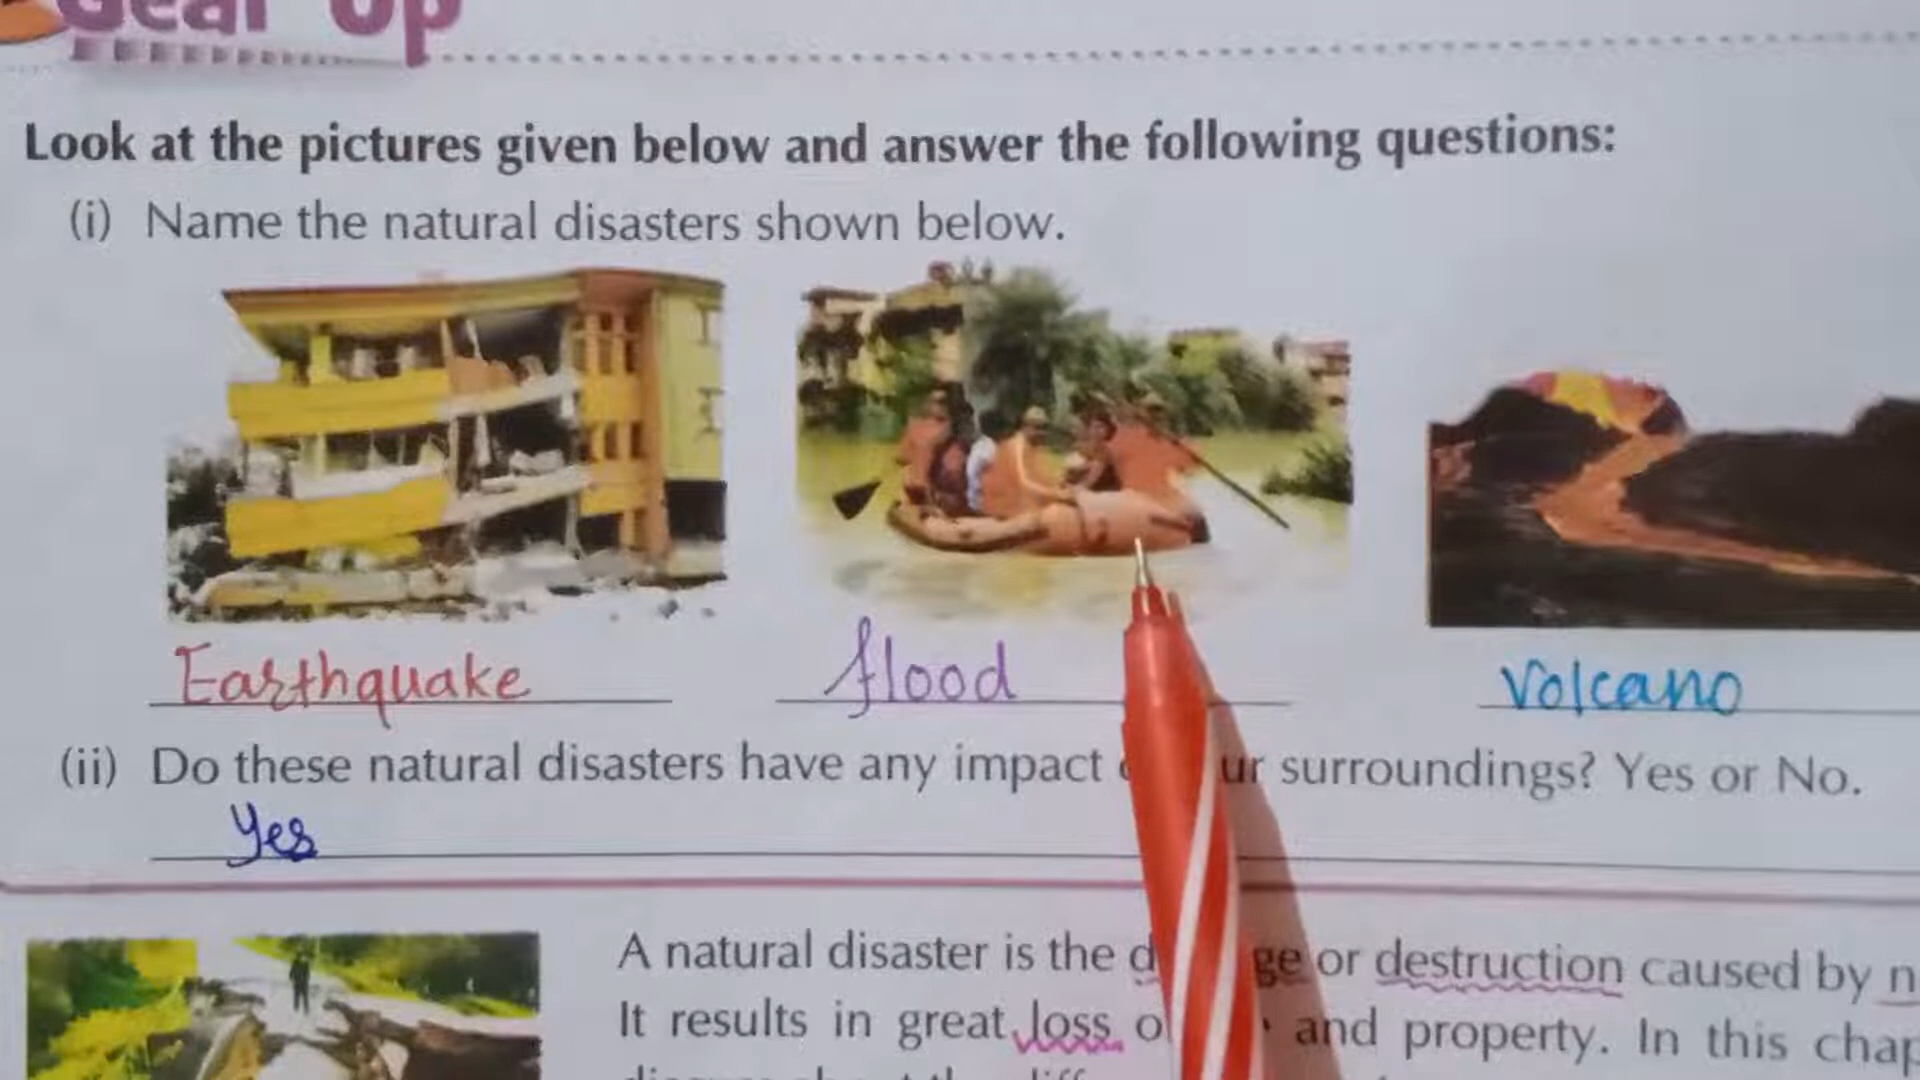 Gear Up
Look at the pictures given below and answer the following questions:
(i) Name the natural disasters shown below.
Earthquake flood Volcano
(ii) Do these natural disasters have any impact ur surroundings? Yes or No.
Yes
A natural disaster is the or destruction caused by
It results in great loss and property. In this